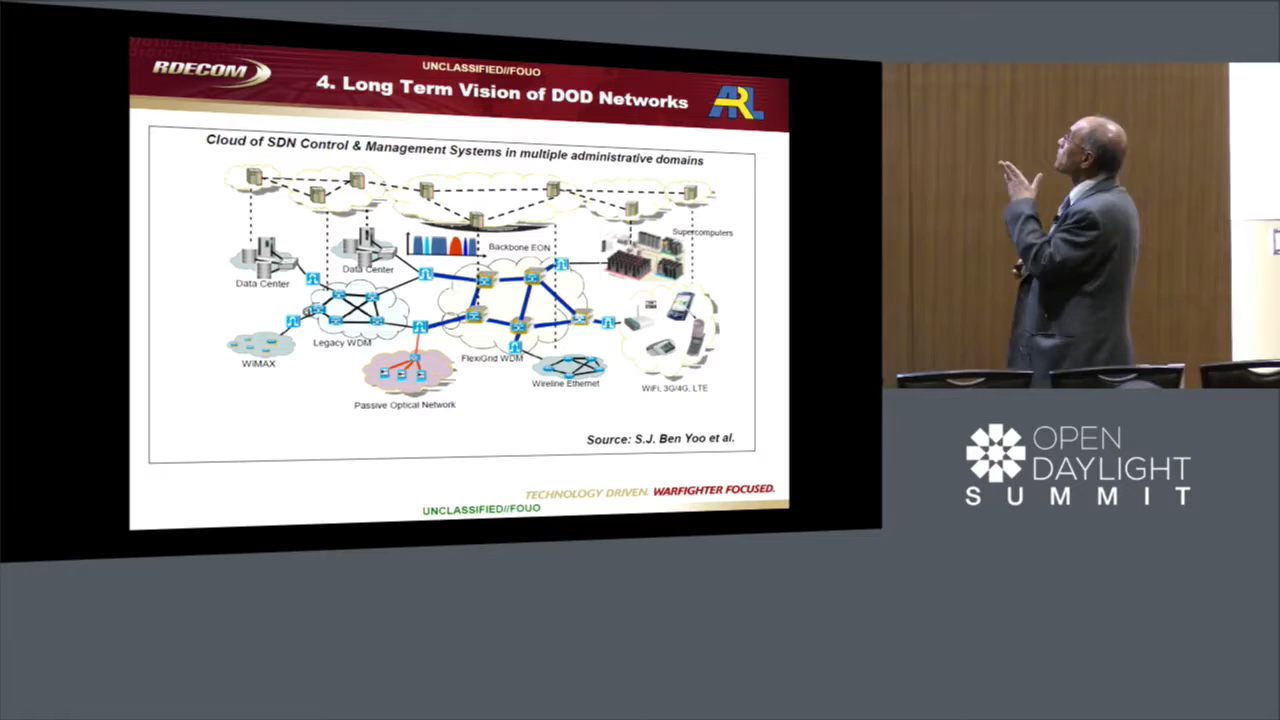 RDECOM
UNCLASSIFIED//FOUO
4. Long Term Vision of DOD Networks
ARL
Cloud of SDN Control & Management Systems in multiple administrative domains
Supercomputers
Backbone EON
Data Center
Data Center
Legacy WDM
FlexiGrid WDM
WiMAX
Wireline Ethernet
WiFi, 3G/4G, LTE
Passive Optical Network
Source: S.J. Ben Yoo et al.
TECHNOLOGY DRIVEN. WARFIGHTER FOCUSED.
UNCLASSIFIED//FOUO
OPEN
DAYLIGHT
SUMMIT